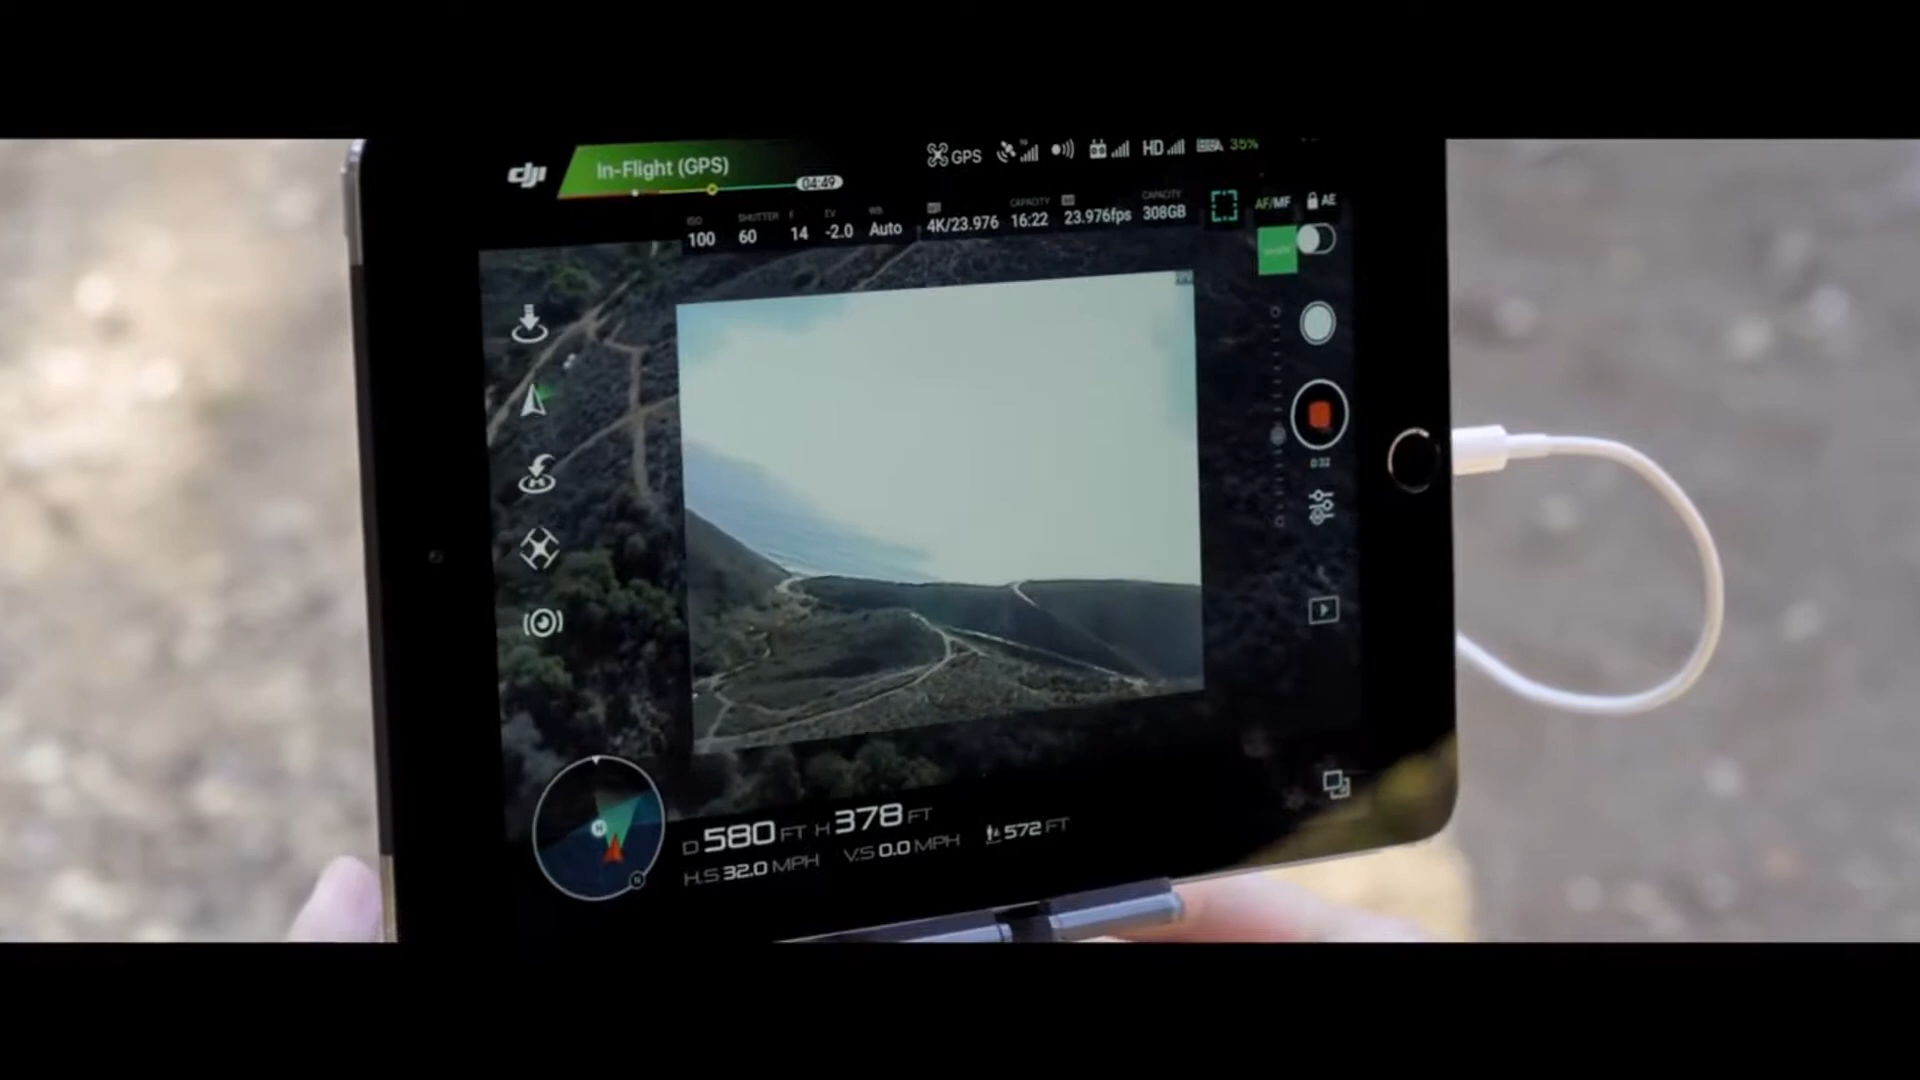 dji In-Flight (GPS) GPS HD 35%
04:49
ISO SHUTTER F EV WB CAPACITY CAPACITY AF/MF AE
100 60 14 -2.0 Auto 4K/23.976 16:22 23.976fps 308GB
0:32
H
N
D 580 FT H 378 FT
H.S 32.0 MPH V.S 0.0 MPH 572 FT